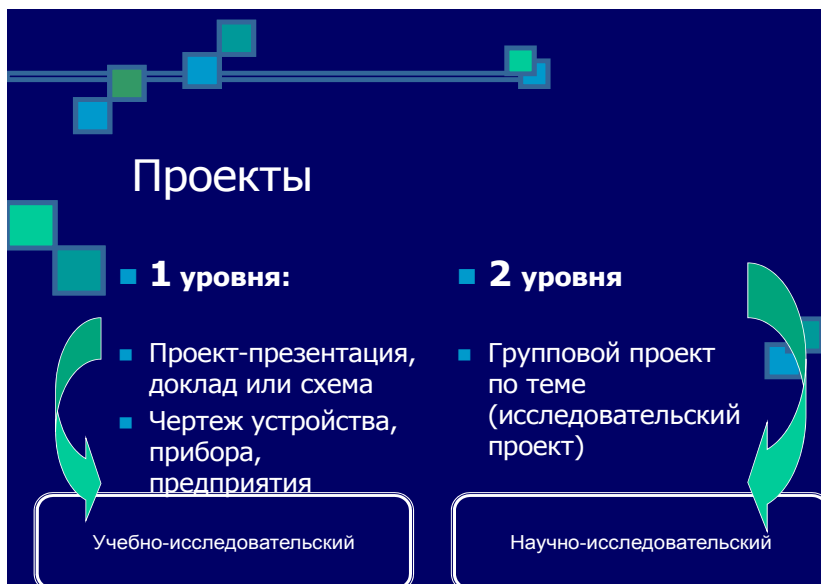 Проекты
1 уровня:
Проект-презентация,
доклад или схема
Чертеж устройства,
прибора,
предприятия
Учебно-исследовательский
2 уровня
Групповой проект
по теме
(исследовательский
проект)
Научно-исследовательский